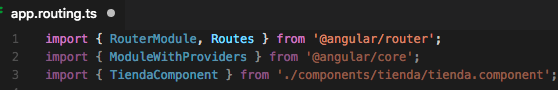 app.routing.ts
1 import { RouterModule, Routes } from '@angular/router';
2 import { ModuleWithProviders } from '@angular/core';
3 import { TiendaComponent } from './components/tienda/tienda.component';